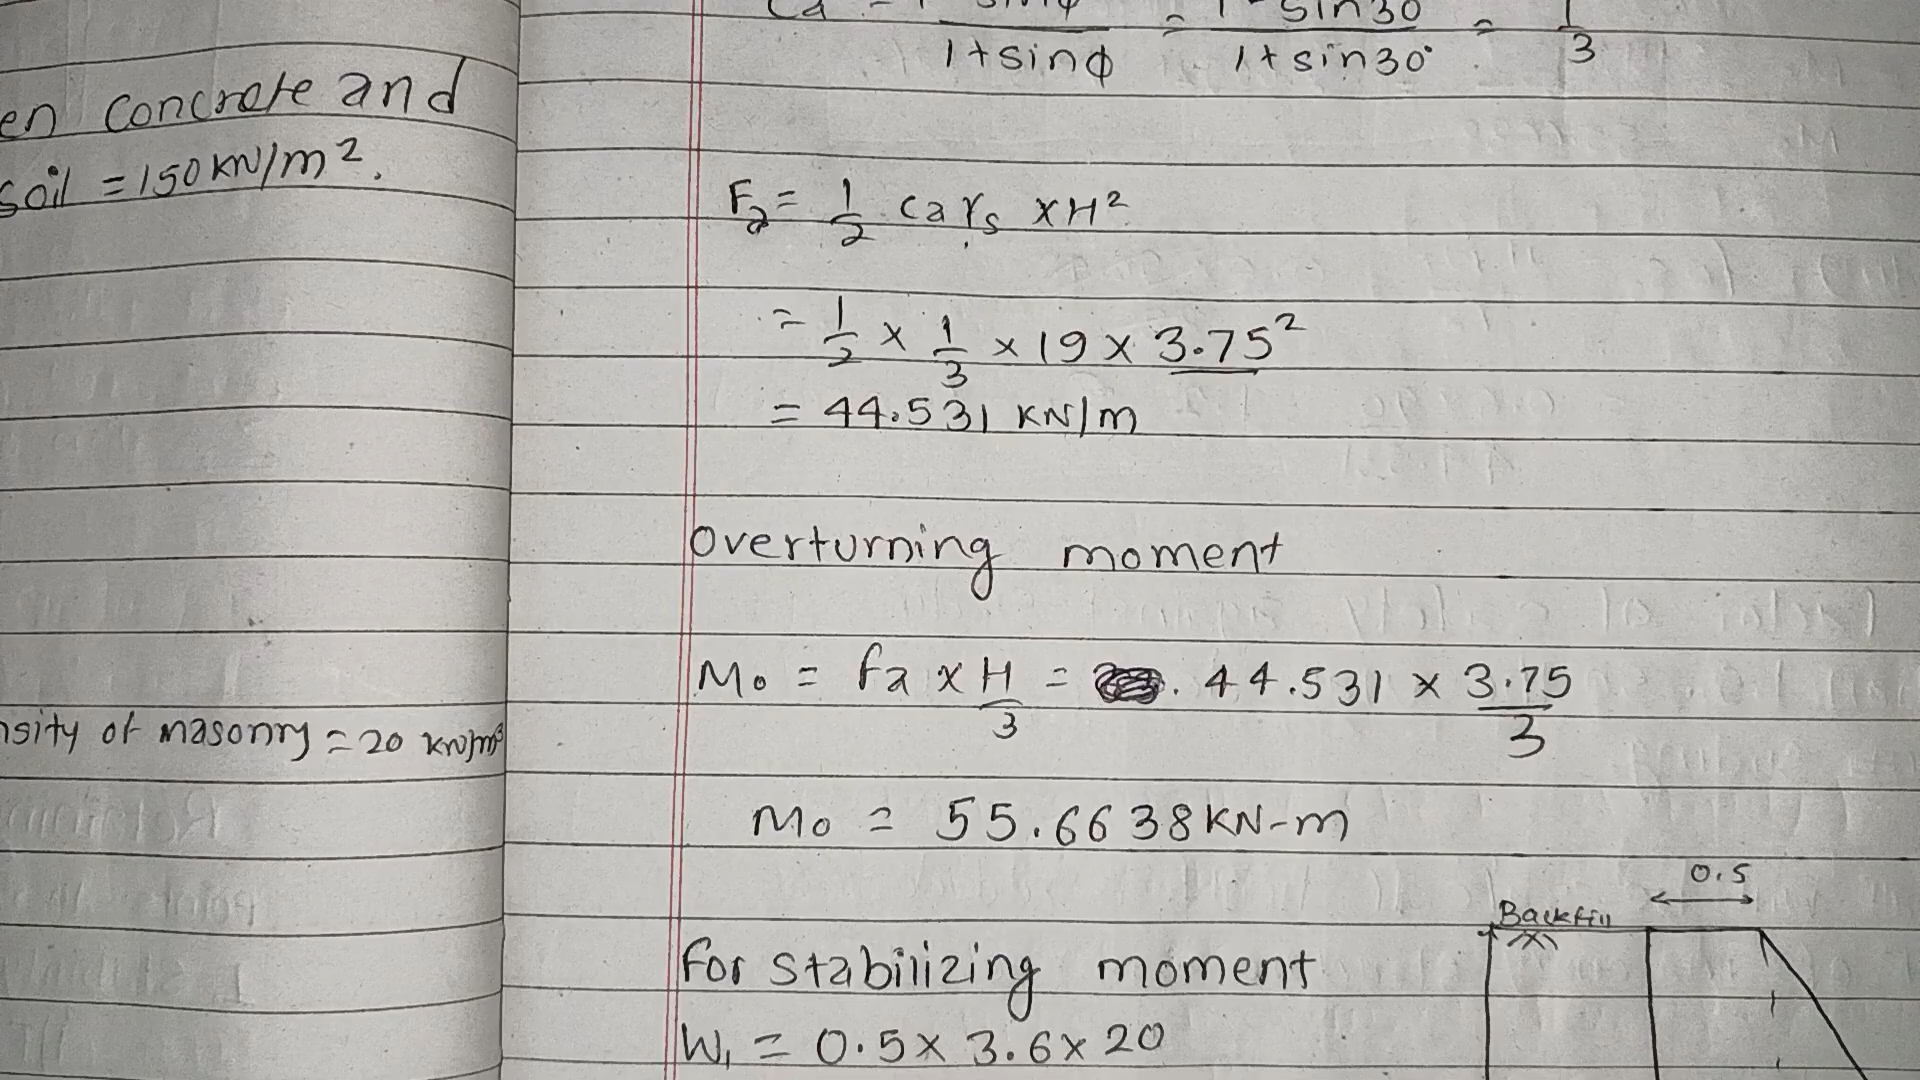 en concrete and
soil = 150 KN/m².
nsity of masonry = 20 KN/m³
Ca = 1 - sinφ / 1+sinφ = 1 - sin30 / 1+sin30° = 1/3
Fa = 1/2 Ca γs × H²
= 1/2 × 1/3 × 19 × 3.75²
= 44.531 KN/m
Overturning moment
Mo = Fa × H/3 = 44.531 × 3.75/3
Mo = 55.6638 KN-m
0.5
Backfill
For stabilizing moment
W₁ = 0.5 × 3.6 × 20